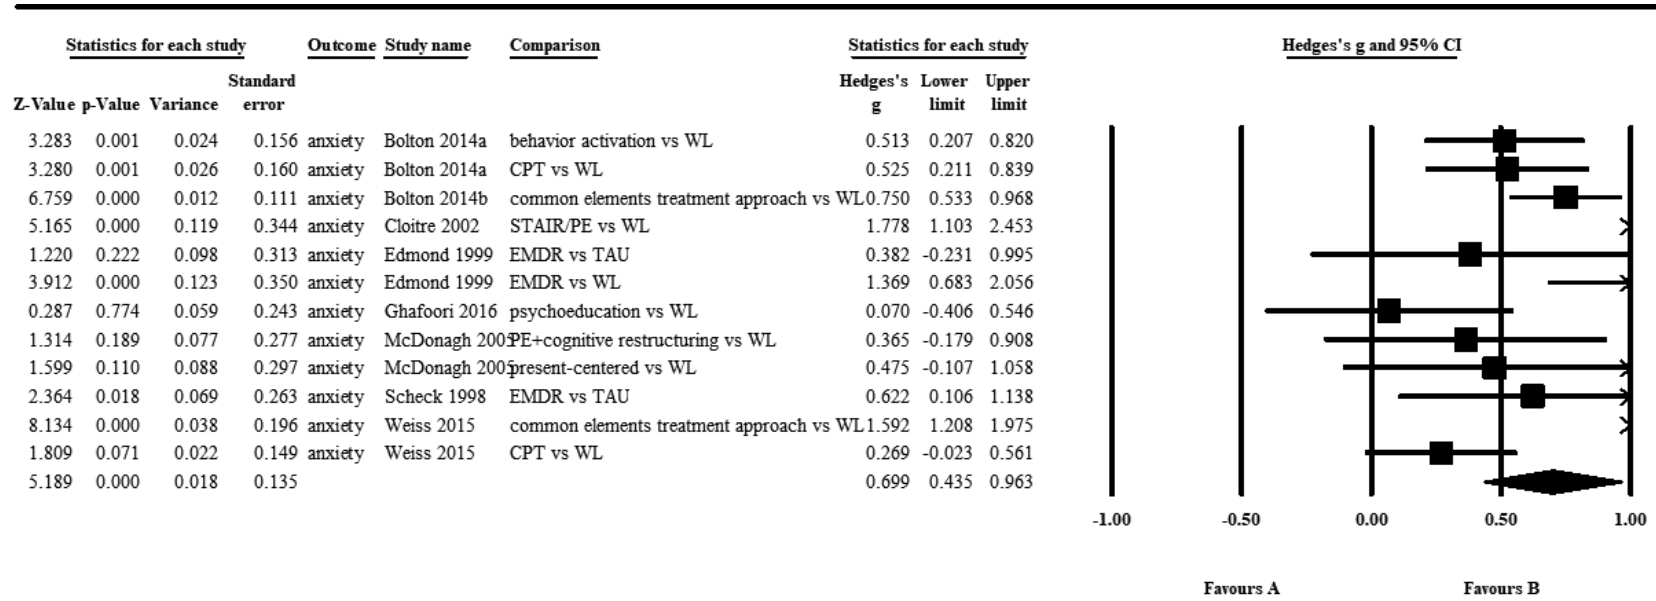 Statistics for each study Outcome Study name Comparison Statistics for each study Hedges's g and 95% CI
Standard Hedges's Lower Upper
Z-Value p-Value Variance error g limit limit
3.283 0.001 0.024 0.156 anxiety Bolton 2014a behavior activation vs WL 0.513 0.207 0.820
3.280 0.001 0.026 0.160 anxiety Bolton 2014a CPT vs WL 0.525 0.211 0.839
6.759 0.000 0.012 0.111 anxiety Bolton 2014b common elements treatment approach vs WL 0.750 0.533 0.968
5.165 0.000 0.119 0.344 anxiety Cloitre 2002 STAIR/PE vs WL 1.778 1.103 2.453
1.220 0.222 0.098 0.313 anxiety Edmond 1999 EMDR vs TAU 0.382 -0.231 0.995
3.912 0.000 0.123 0.350 anxiety Edmond 1999 EMDR vs WL 1.369 0.683 2.056
0.287 0.774 0.059 0.243 anxiety Ghafoori 2016 psychoeducation vs WL 0.070 -0.406 0.546
1.314 0.189 0.077 0.277 anxiety McDonagh 2005 PE+cognitive restructuring vs WL 0.365 -0.179 0.908
1.599 0.110 0.088 0.297 anxiety McDonagh 2005 present-centered vs WL 0.475 -0.107 1.058
2.364 0.018 0.069 0.263 anxiety Scheck 1998 EMDR vs TAU 0.622 0.106 1.138
8.134 0.000 0.038 0.196 anxiety Weiss 2015 common elements treatment approach vs WL 1.592 1.208 1.975
1.809 0.071 0.022 0.149 anxiety Weiss 2015 CPT vs WL 0.269 -0.023 0.561
5.189 0.000 0.018 0.135 0.699 0.435 0.963
-1.00 -0.50 0.00 0.50 1.00
Favours A Favours B